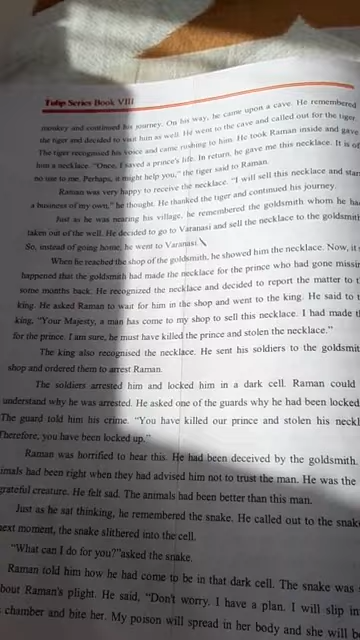 Tulip Series Book VIII
monkey and continued his journey. On his way, he came upon a cave. He remembered
the tiger and decided to visit him as well. He went to the cave and called out for the tiger.
The tiger recognised his voice and came rushing to him. He took Raman inside and gave
him a necklace. "Once, I saved a prince's life. In return, he gave me this necklace. It is of
no use to me. Perhaps, it might help you," the tiger said to Raman.
Raman was very happy to receive the necklace. "I will sell this necklace and
a business of my own," he thought. He thanked the tiger and continued his journey.
Just as he was nearing his village, he remembered the goldsmith whom he
taken out of the well. He decided to go to Varanasi and sell the necklace to the
So, instead of going home, he went to Varanasi.
When he reached the shop of the goldsmith, he showed him the necklace. Now, it
happened that the goldsmith had made the necklace for the prince who had gone
some months back. He recognized the necklace and decided to report the matter to
king. He asked Raman to wait for him in the shop and went to the king. He said to
king, "Your Majesty, a man has come to my shop to sell this necklace. I had made
for the prince. I am sure, he must have killed the prince and stolen the necklace."
The king also recognised the necklace. He sent his soldiers to the
shop and ordered them to arrest Raman.
The soldiers arrested him and locked him in a dark cell. Raman could
understand why he was arrested. He asked one of the guards why he had been locked
The guard told him his crime. "You have killed our prince and stolen his
Therefore, you have been locked up."
Raman was horrified to hear this. He had been deceived by the goldsmith.
imals had been right when they had advised him not to trust the man. He was the
grateful creature. He felt sad. The animals had been better than this man.
Just as he sat thinking, he remembered the snake. He called out to the
next moment, the snake slithered into the cell.
"What can I do for you?"asked the snake.
Raman told him how he had come to be in that dark cell. The snake was
bout Raman's plight. He said, "Don't worry. I have a plan. I will slip in
chamber and bite her. My poison will spread in her body and she will